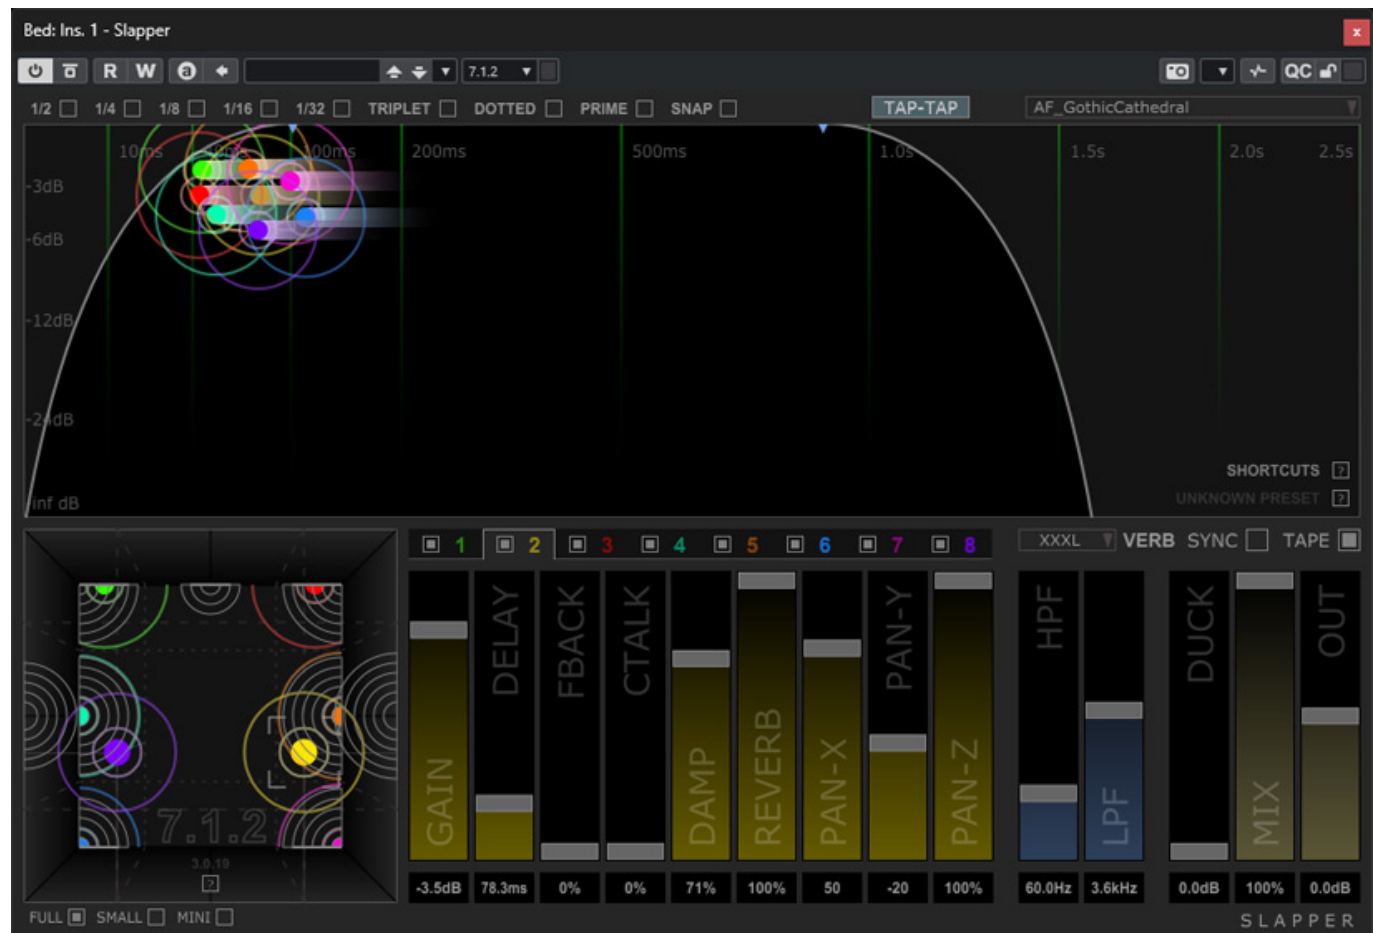 Bed: Ins. 1 - Slapper
x
R W a 7.1.2 QC
1/2 1/4 1/8 1/16 1/32 TRIPLET DOTTED PRIME SNAP TAP-TAP AF_GothicCathedral
10ms 100ms 200ms 500ms 1.0s 1.5s 2.0s 2.5s
-3dB
-6dB
-12dB
-24dB
-inf dB
SHORTCUTS ?
UNKNOWN PRESET ?
1 2 3 4 5 6 7 8 XXXL VERB SYNC TAPE
GAIN DELAY FBACK CTALK DAMP REVERB PAN-X PAN-Y PAN-Z HPF LPF DUCK MIX OUT
7.1.2
3.0.19
?
-3.5dB 78.3ms 0% 0% 71% 100% 50 -20 100% 60.0Hz 3.6kHz 0.0dB 100% 0.0dB
FULL SMALL MINI SLAPPER